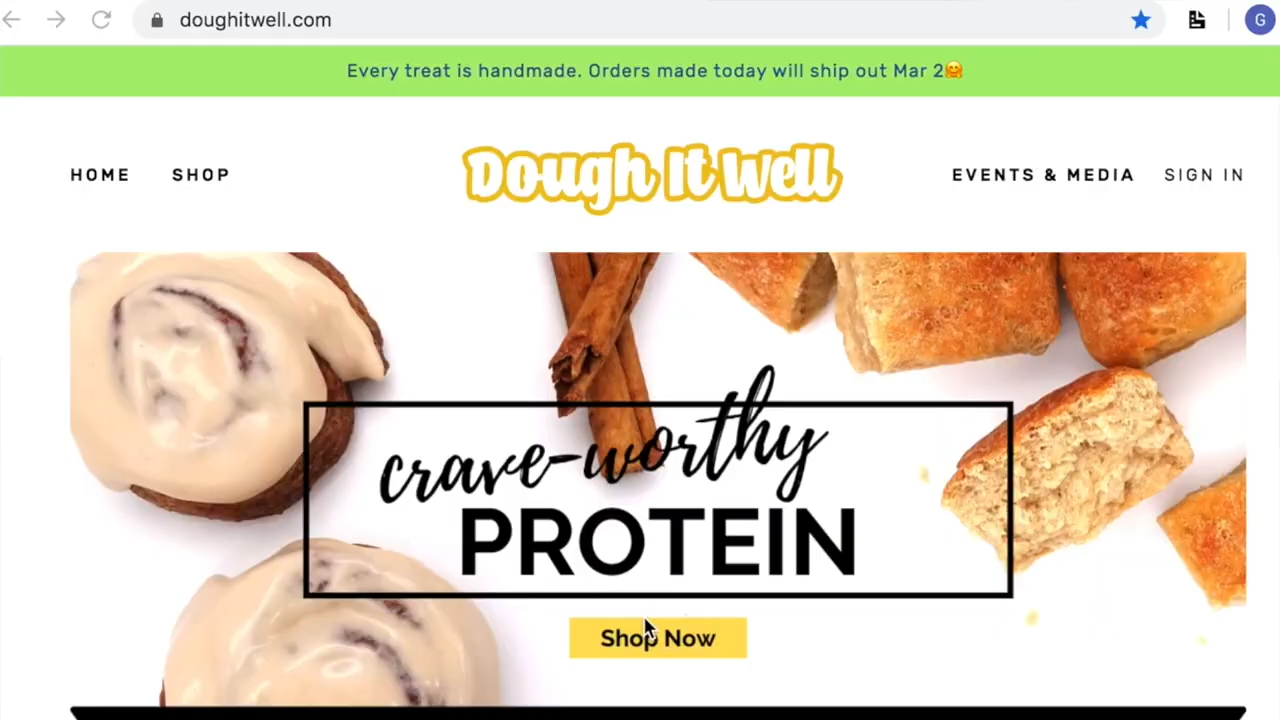 doughitwell.com
G
Every treat is handmade. Orders made today will ship out Mar 2🤗
HOME SHOP Dough It Well EVENTS & MEDIA SIGN IN
crave-worthy
PROTEIN
Shop Now